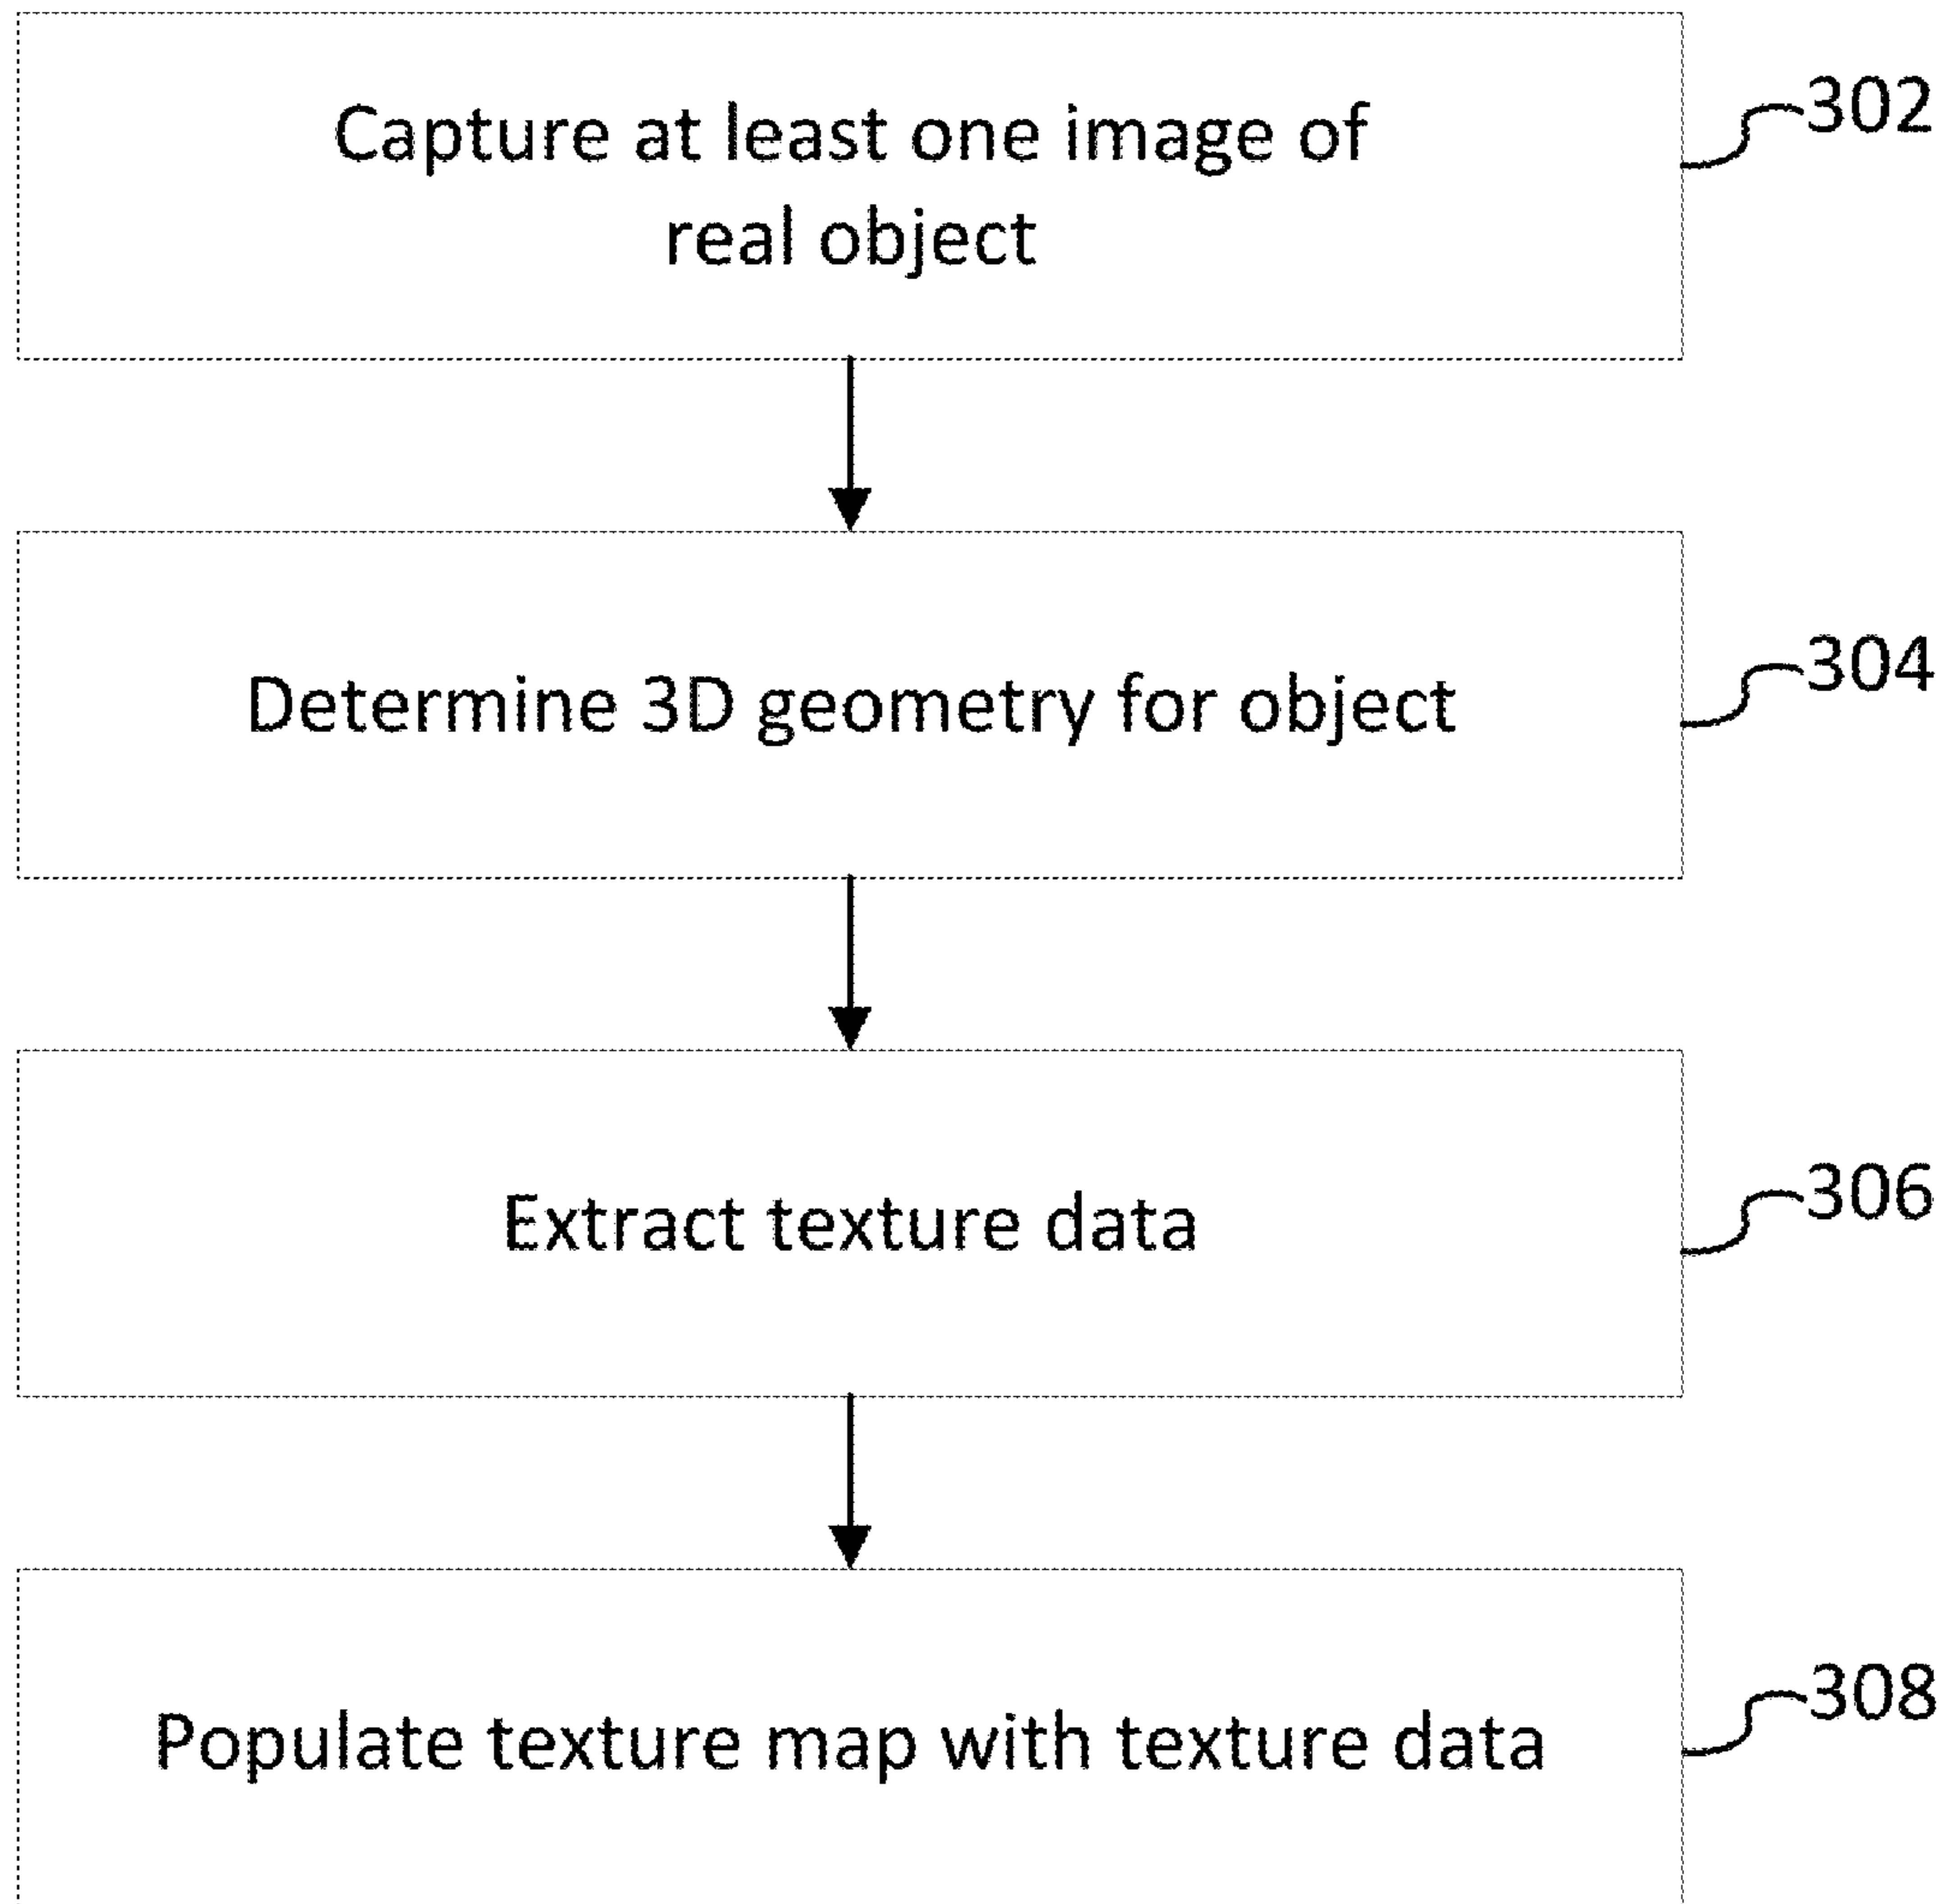 Capture at least one image of
real object
302
Determine 3D geometry for object
304
Extract texture data
306
Populate texture map with texture data
308